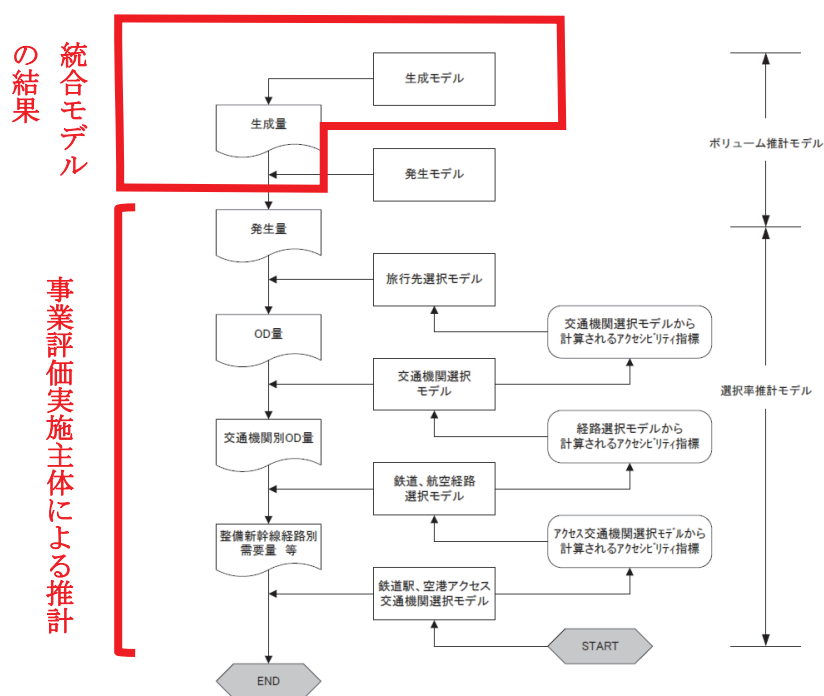 統合モデル
の結果
生成モデル
生成量
ボリューム推計モデル
発生モデル
発生量
旅行先選択モデル
OD量
交通機関選択モデルから
計算されるアクセシビリティ指標
交通機関選択
モデル
選択率推計モデル
交通機関別OD量
経路選択モデルから
計算されるアクセシビリティ指標
鉄道、航空経路
選択モデル
整備新幹線経路別
需要量 等
アクセス交通機関選択モデルから
計算されるアクセシビリティ指標
鉄道駅、空港アクセス
交通機関選択モデル
START
END
事業評価実施主体による推計